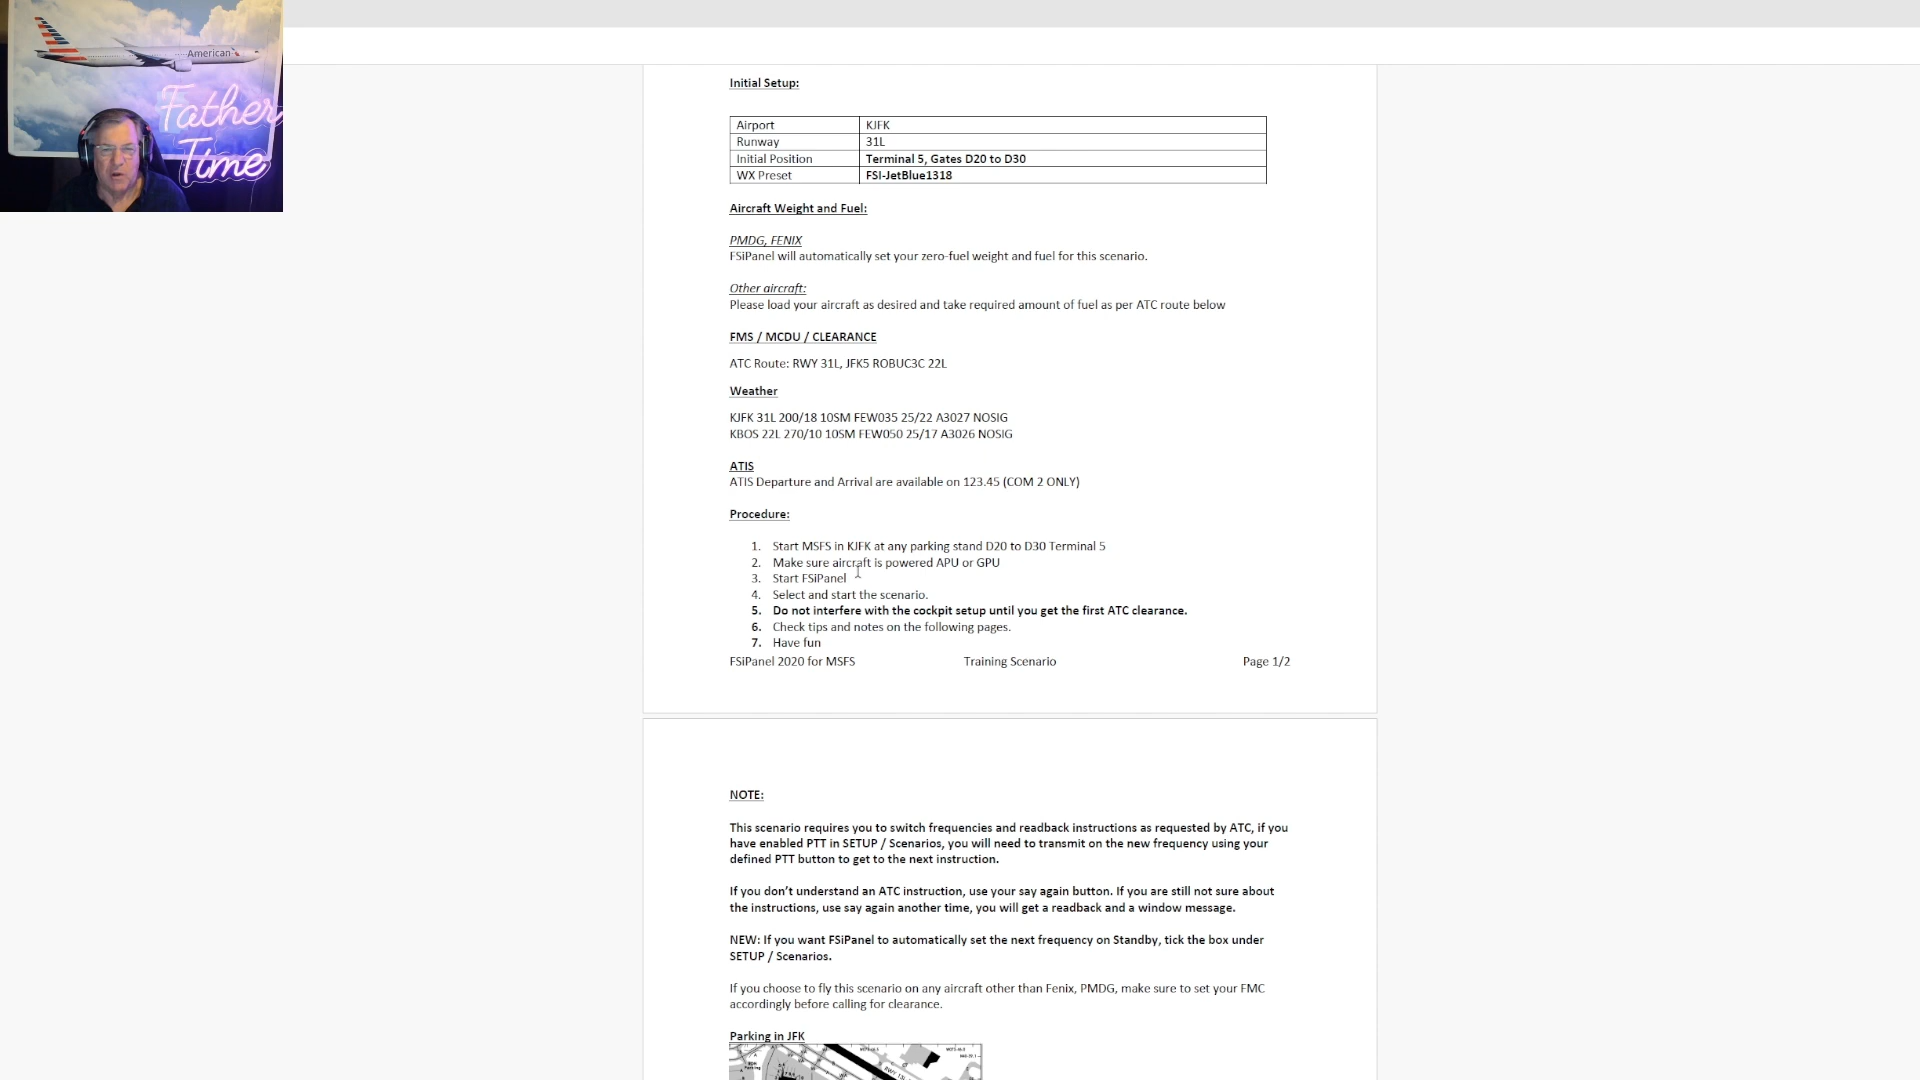 American
Father
Time
Initial Setup:
Airport KJFK
Runway 31L
Initial Position Terminal 5, Gates D20 to D30
WX Preset FSI-JetBlue1318
Aircraft Weight and Fuel:
PMDG, FENIX
FSiPanel will automatically set your zero-fuel weight and fuel for this scenario.
Other aircraft:
Please load your aircraft as desired and take required amount of fuel as per ATC route below
FMS / MCDU / CLEARANCE
ATC Route: RWY 31L, JFK5 ROBUC3C 22L
Weather
KJFK 31L 200/18 10SM FEW035 25/22 A3027 NOSIG
KBOS 22L 270/10 10SM FEW050 25/17 A3026 NOSIG
ATIS
ATIS Departure and Arrival are available on 123.45 (COM 2 ONLY)
Procedure:
1. Start MSFS in KJFK at any parking stand D20 to D30 Terminal 5
2. Make sure aircraft is powered APU or GPU
3. Start FSiPanel
4. Select and start the scenario.
5. Do not interfere with the cockpit setup until you get the first ATC clearance.
6. Check tips and notes on the following pages.
7. Have fun
FSiPanel 2020 for MSFS Training Scenario Page 1/2
NOTE:
This scenario requires you to switch frequencies and readback instructions as requested by ATC, if you
have enabled PTT in SETUP / Scenarios, you will need to transmit on the new frequency using your
defined PTT button to get to the next instruction.
If you don't understand an ATC instruction, use your say again button. If you are still not sure about
the instructions, use say again another time, you will get a readback and a window message.
NEW: If you want FSiPanel to automatically set the next frequency on Standby, tick the box under
SETUP / Scenarios.
If you choose to fly this scenario on any aircraft other than Fenix, PMDG, make sure to set your FMC
accordingly before calling for clearance.
Parking in JFK